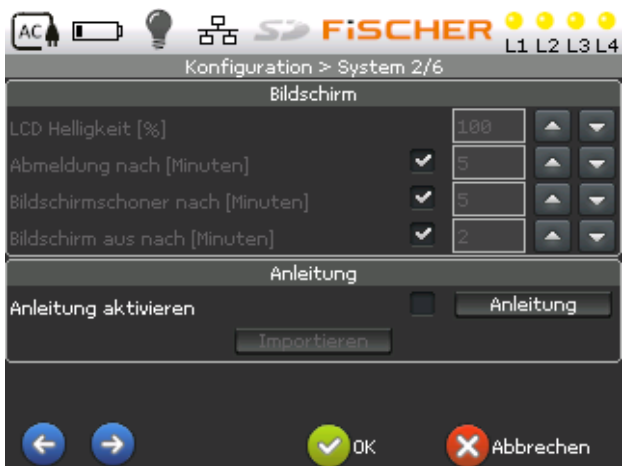 AC SD FiSCHER L1 L2 L3 L4
Konfiguration > System 2/6
Bildschirm
LCD Helligkeit [%] 100
Abmeldung nach [Minuten] 5
Bildschirmschoner nach [Minuten] 5
Bildschirm aus nach [Minuten] 2
Anleitung
Anleitung aktivieren Anleitung
Importieren
OK Abbrechen